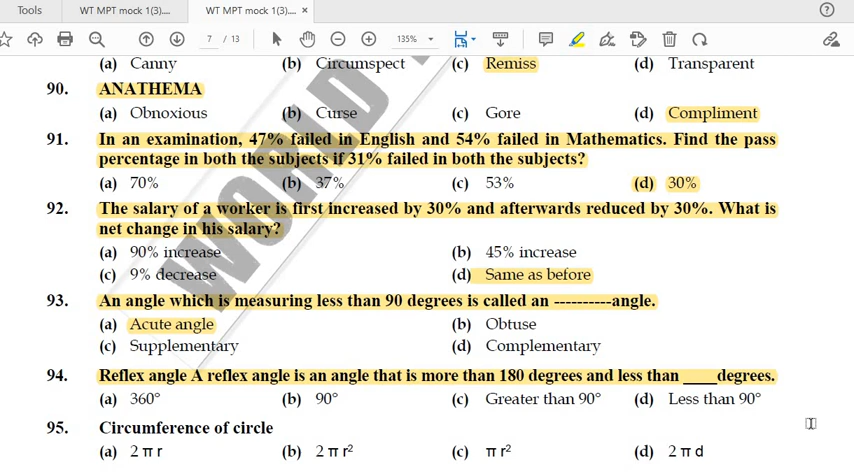 Tools WT MPT mock 1(3).... WT MPT mock 1(3).... ×
7 / 13 135%
(a) Canny (b) Circumspect (c) Remiss (d) Transparent
90. ANATHEMA
(a) Obnoxious (b) Curse (c) Gore (d) Compliment
91. In an examination, 47% failed in English and 54% failed in Mathematics. Find the pass
percentage in both the subjects if 31% failed in both the subjects?
(a) 70% (b) 37% (c) 53% (d) 30%
92. The salary of a worker is first increased by 30% and afterwards reduced by 30%. What is
net change in his salary?
(a) 90% increase (b) 45% increase
(c) 9% decrease (d) Same as before
93. An angle which is measuring less than 90 degrees is called an ----------angle.
(a) Acute angle (b) Obtuse
(c) Supplementary (d) Complementary
94. Reflex angle A reflex angle is an angle that is more than 180 degrees and less than ____degrees.
(a) 360° (b) 90° (c) Greater than 90° (d) Less than 90°
95. Circumference of circle
(a) 2 π r (b) 2 π r² (c) π r² (d) 2 π d
WORLD